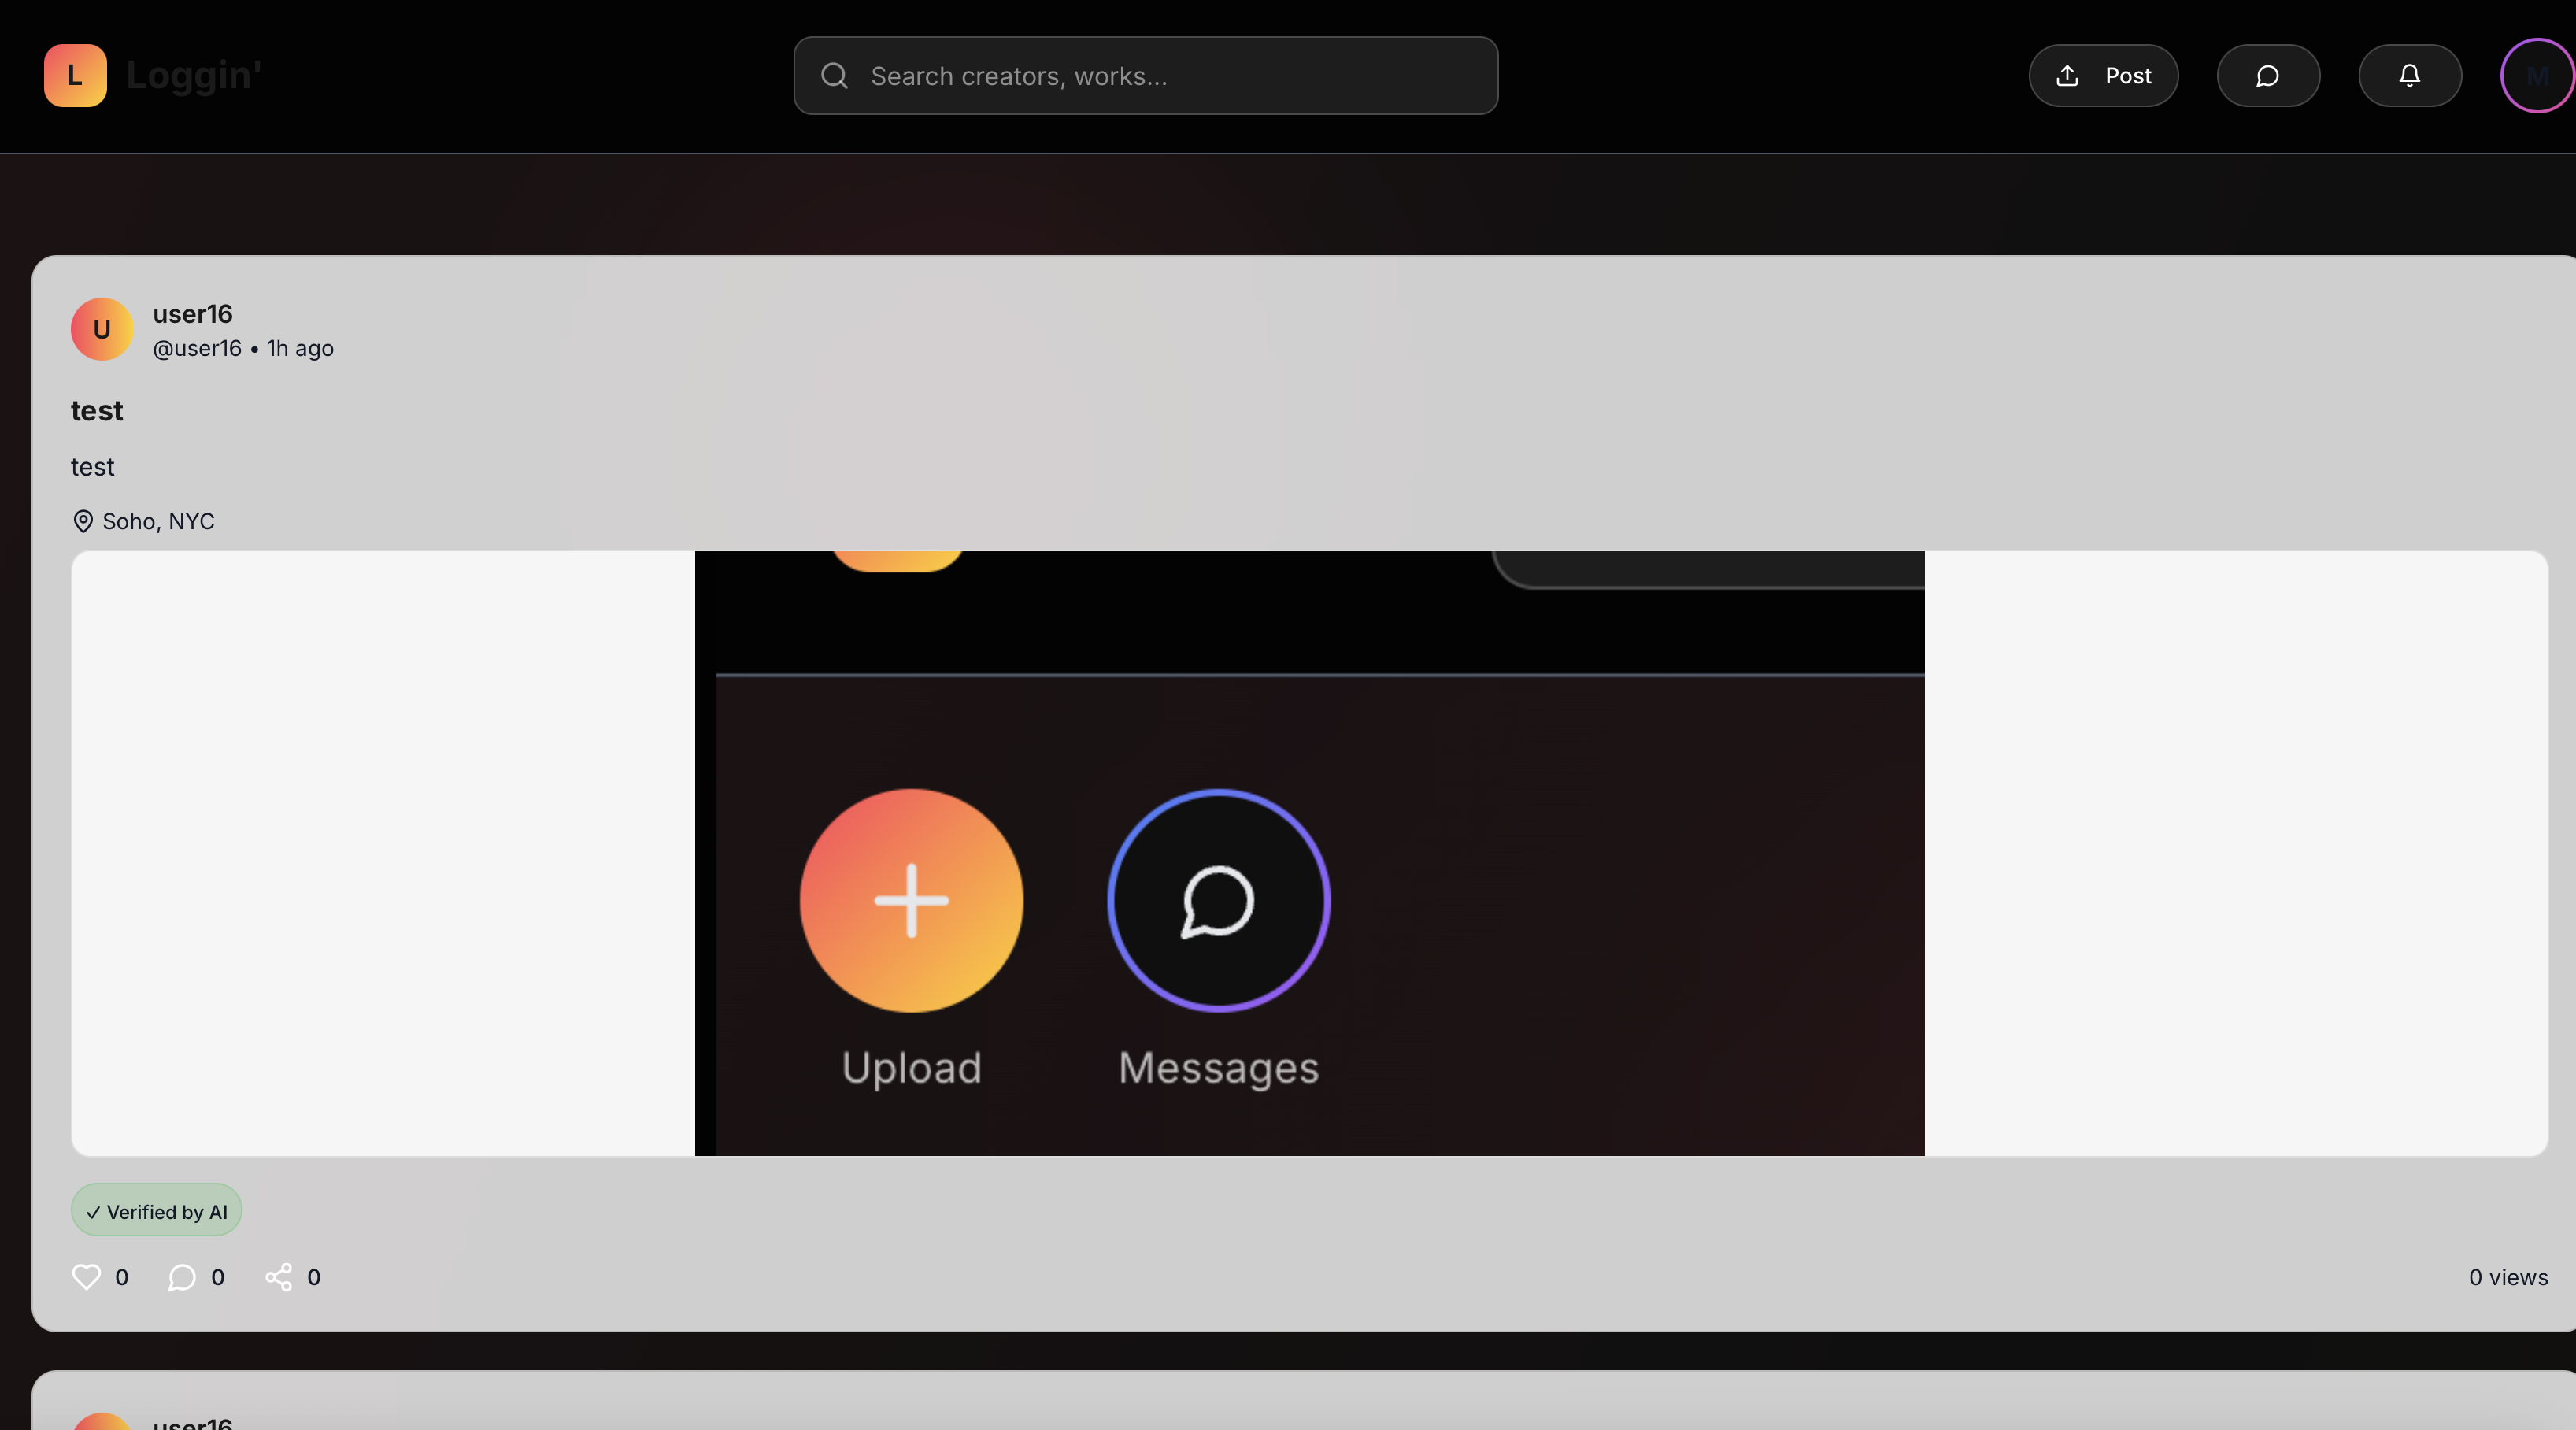 L Loggin'
Search creators, works...
Post
M
U
user16
@user16 • 1h ago
test
test
Soho, NYC
Upload
Messages
✓ Verified by AI
0
0
0
0 views
user16